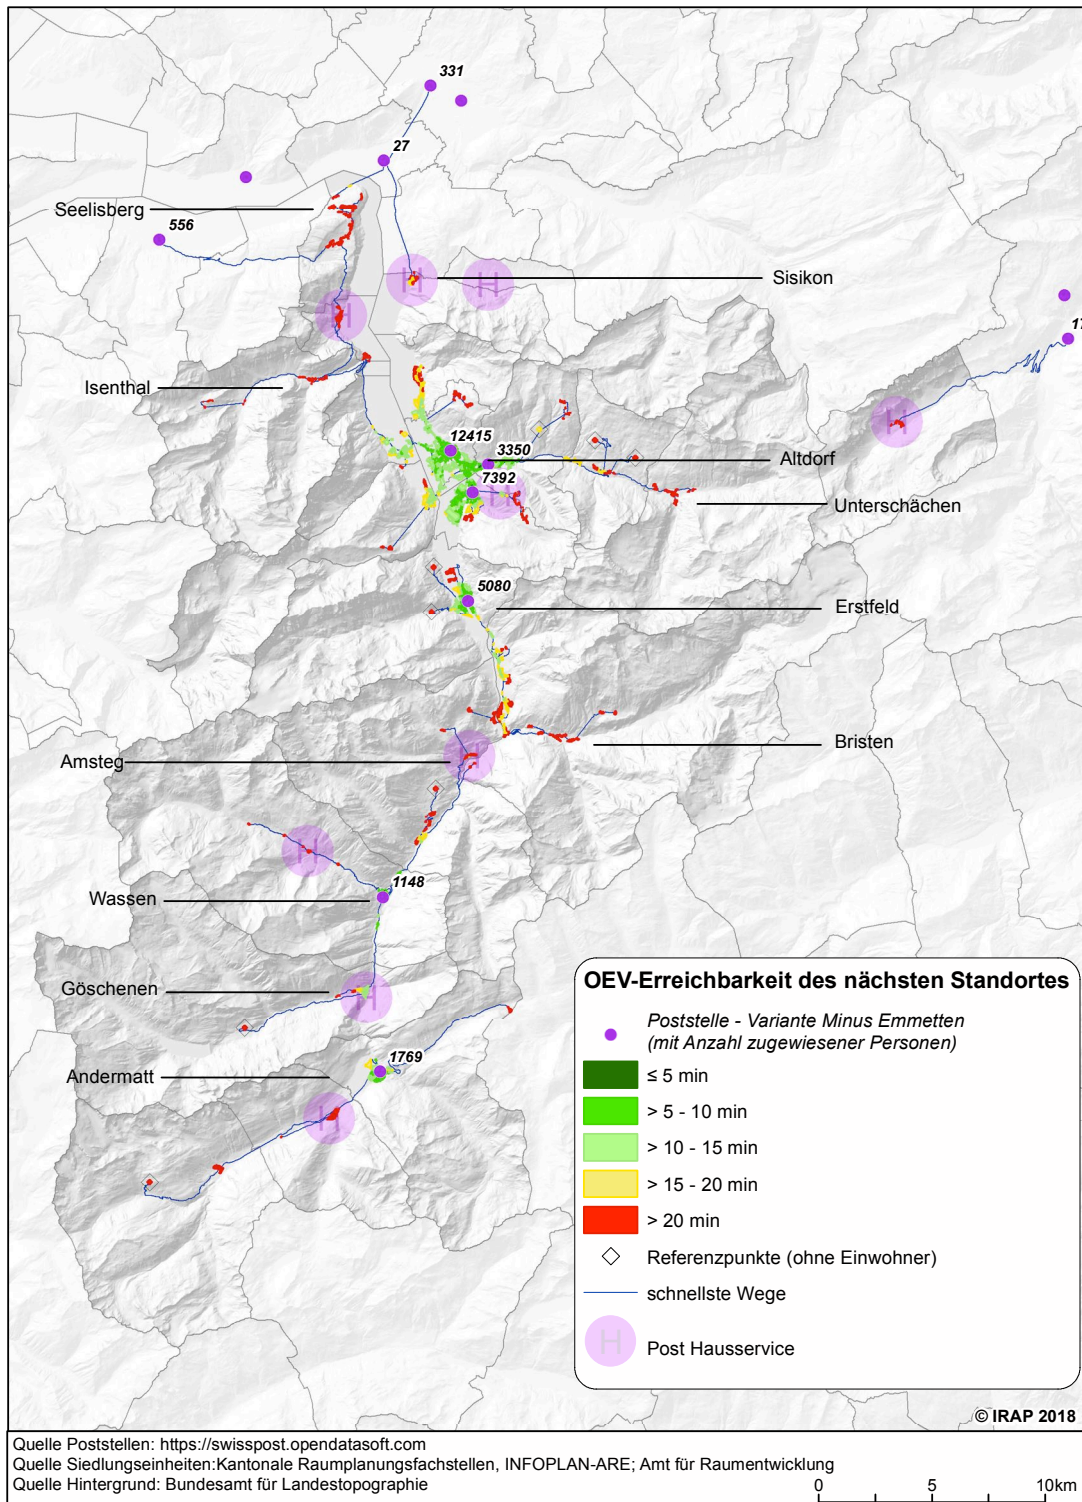 331
27
Seelisberg
556
Sisikon
17
Isenthal
12415
3350
Altdorf
7392
Unterschächen
5080
Erstfeld
Bristen
Amsteg
1148
Wassen
Göschenen
1769
Andermatt
H
H
H
H
H
H
H
H
H
OEV-Erreichbarkeit des nächsten Standortes
Poststelle - Variante Minus Emmetten
(mit Anzahl zugewiesener Personen)
≤ 5 min
> 5 - 10 min
> 10 - 15 min
> 15 - 20 min
> 20 min
Referenzpunkte (ohne Einwohner)
schnellste Wege
H Post Hausservice
© IRAP 2018
Quelle Poststellen: https://swisspost.opendatasoft.com
Quelle Siedlungseinheiten:Kantonale Raumplanungsfachstellen, INFOPLAN-ARE; Amt für Raumentwicklung
Quelle Hintergrund: Bundesamt für Landestopographie
0 5 10km